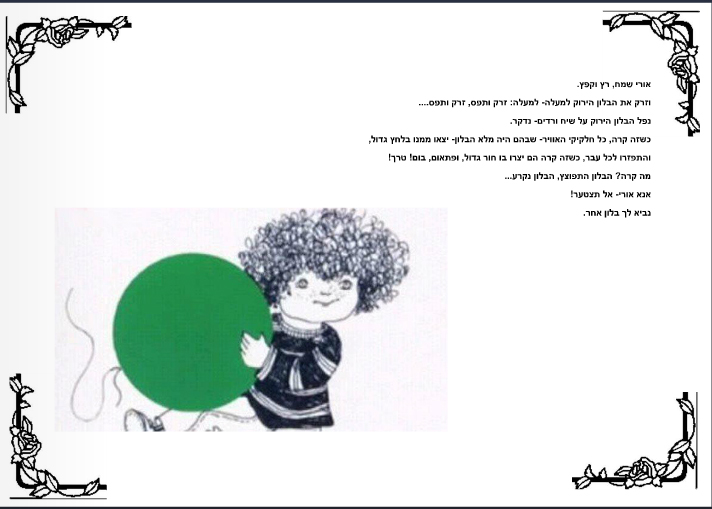 אורי שמח, רץ וקפץ.
וזרק את הבלון הירוק למעלה- למעלה: זרק ותפס, זרק ותפס....
נפל הבלון הירוק על שיח ורדים- נדקר.
כשזה קרה, כל חלקיקי האוויר- שבהם היה מלא הבלון- יצאו ממנו בלחץ גדול,
והתפזרו לכל עבר, כשזה קרה הם יצרו בו חור גדול, ופתאום, בום! טרך!
מה קרה? הבלון התפוצץ, הבלון נקרע...
אנא אורי- אל תצטער!
נביא לך בלון אחר.